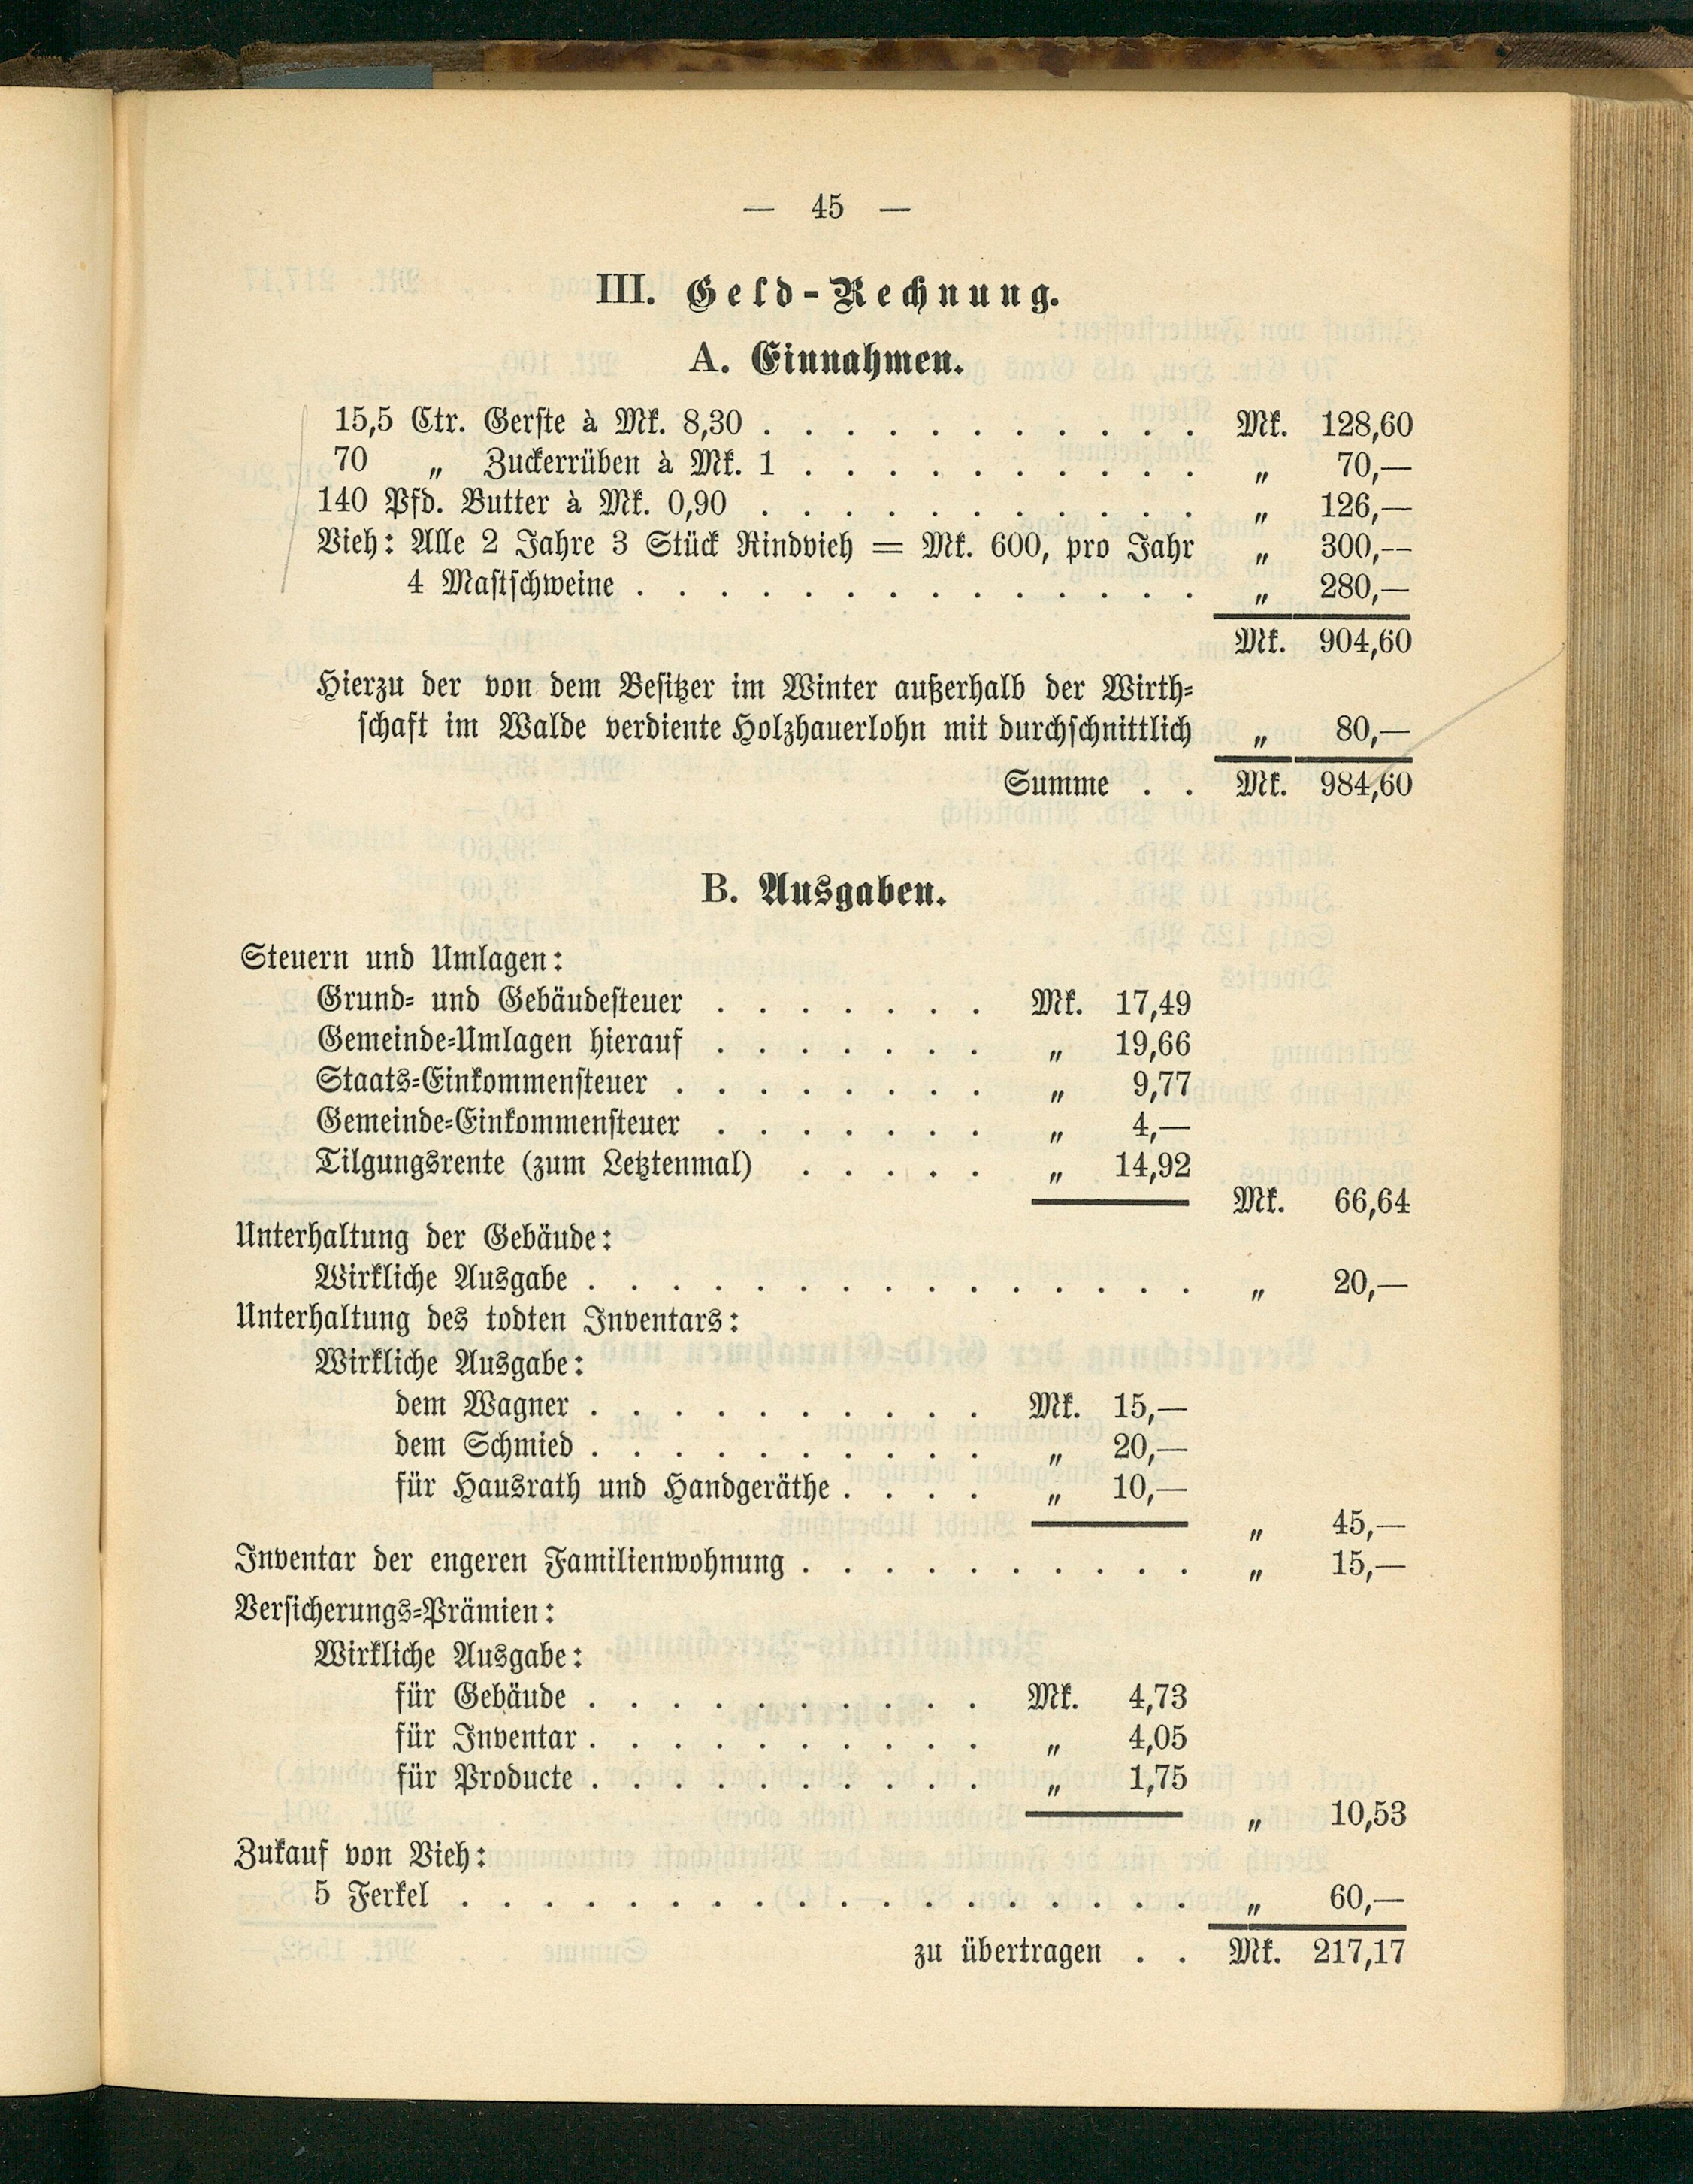 — 45 —
III. Geld-Rechnung.
A. Einnahmen.
15,5 Ctr. Gerste à Mk. 8,30 . . . . . . . . . . . Mk. 128,60
70 „ Zuckerrüben à Mk. 1 . . . . . . . . . . „ 70,—
140 Pfd. Butter à Mk. 0,90 . . . . . . . . . . . „ 126,—
Vieh: Alle 2 Jahre 3 Stück Rindvieh = Mk. 600, pro Jahr „ 300,—
4 Mastschweine . . . . . . . . . . . . . . „ 280,—
Mk. 904,60
Hierzu der von dem Besitzer im Winter außerhalb der Wirth-
schaft im Walde verdiente Holzhauerlohn mit durchschnittlich „ 80,—
Summe . . Mk. 984,60
B. Ausgaben.
Steuern und Umlagen:
Grund- und Gebäudesteuer . . . . . . . Mk. 17,49
Gemeinde-Umlagen hierauf . . . . . . . „ 19,66
Staats-Einkommensteuer . . . . . . . . „ 9,77
Gemeinde-Einkommensteuer . . . . . . . „ 4,—
Tilgungsrente (zum Letztenmal) . . . . . „ 14,92
Mk. 66,64
Unterhaltung der Gebäude:
Wirkliche Ausgabe . . . . . . . . . . . . . . . „ 20,—
Unterhaltung des todten Inventars:
Wirkliche Ausgabe:
dem Wagner . . . . . . . . . . Mk. 15,—
dem Schmied . . . . . . . . . . „ 20,—
für Hausrath und Handgeräthe . . . . „ 10,—
„ 45,—
Inventar der engeren Familienwohnung . . . . . . . . . . „ 15,—
Versicherungs-Prämien:
Wirkliche Ausgabe:
für Gebäude . . . . . . . . . . Mk. 4,73
für Inventar . . . . . . . . . . „ 4,05
für Producte . . . . . . . . . . „ 1,75
„ 10,53
Zukauf von Vieh:
5 Ferkel . . . . . . . . . . . . . . . . . . „ 60,—
zu übertragen . . Mk. 217,17